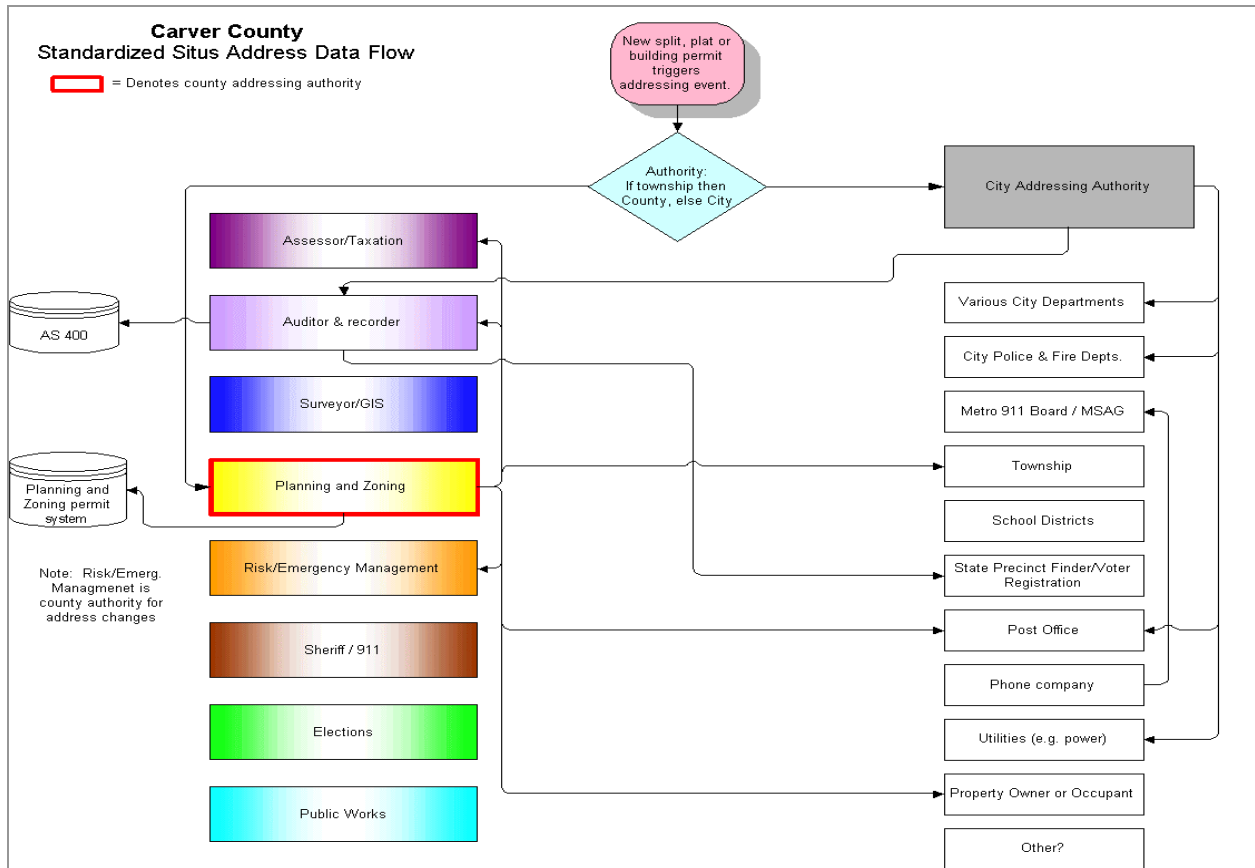 Carver County
Standardized Situs Address Data Flow
= Denotes county addressing authority
New split, plat or
building permit
triggers
addressing event.
Authority:
If township then
County, else City
City Addressing Authority
Assessor/Taxation
Auditor & recorder
AS 400
Surveyor/GIS
Planning and Zoning
Planning and
Zoning permit
system
Note: Risk/Emerg.
Managmenet is
county authority for
address changes
Risk/Emergency Management
Sheriff / 911
Elections
Public Works
Various City Departments
City Police & Fire Depts.
Metro 911 Board / MSAG
Township
School Districts
State Precinct Finder/Voter
Registration
Post Office
Phone company
Utilities (e.g. power)
Property Owner or Occupant
Other?